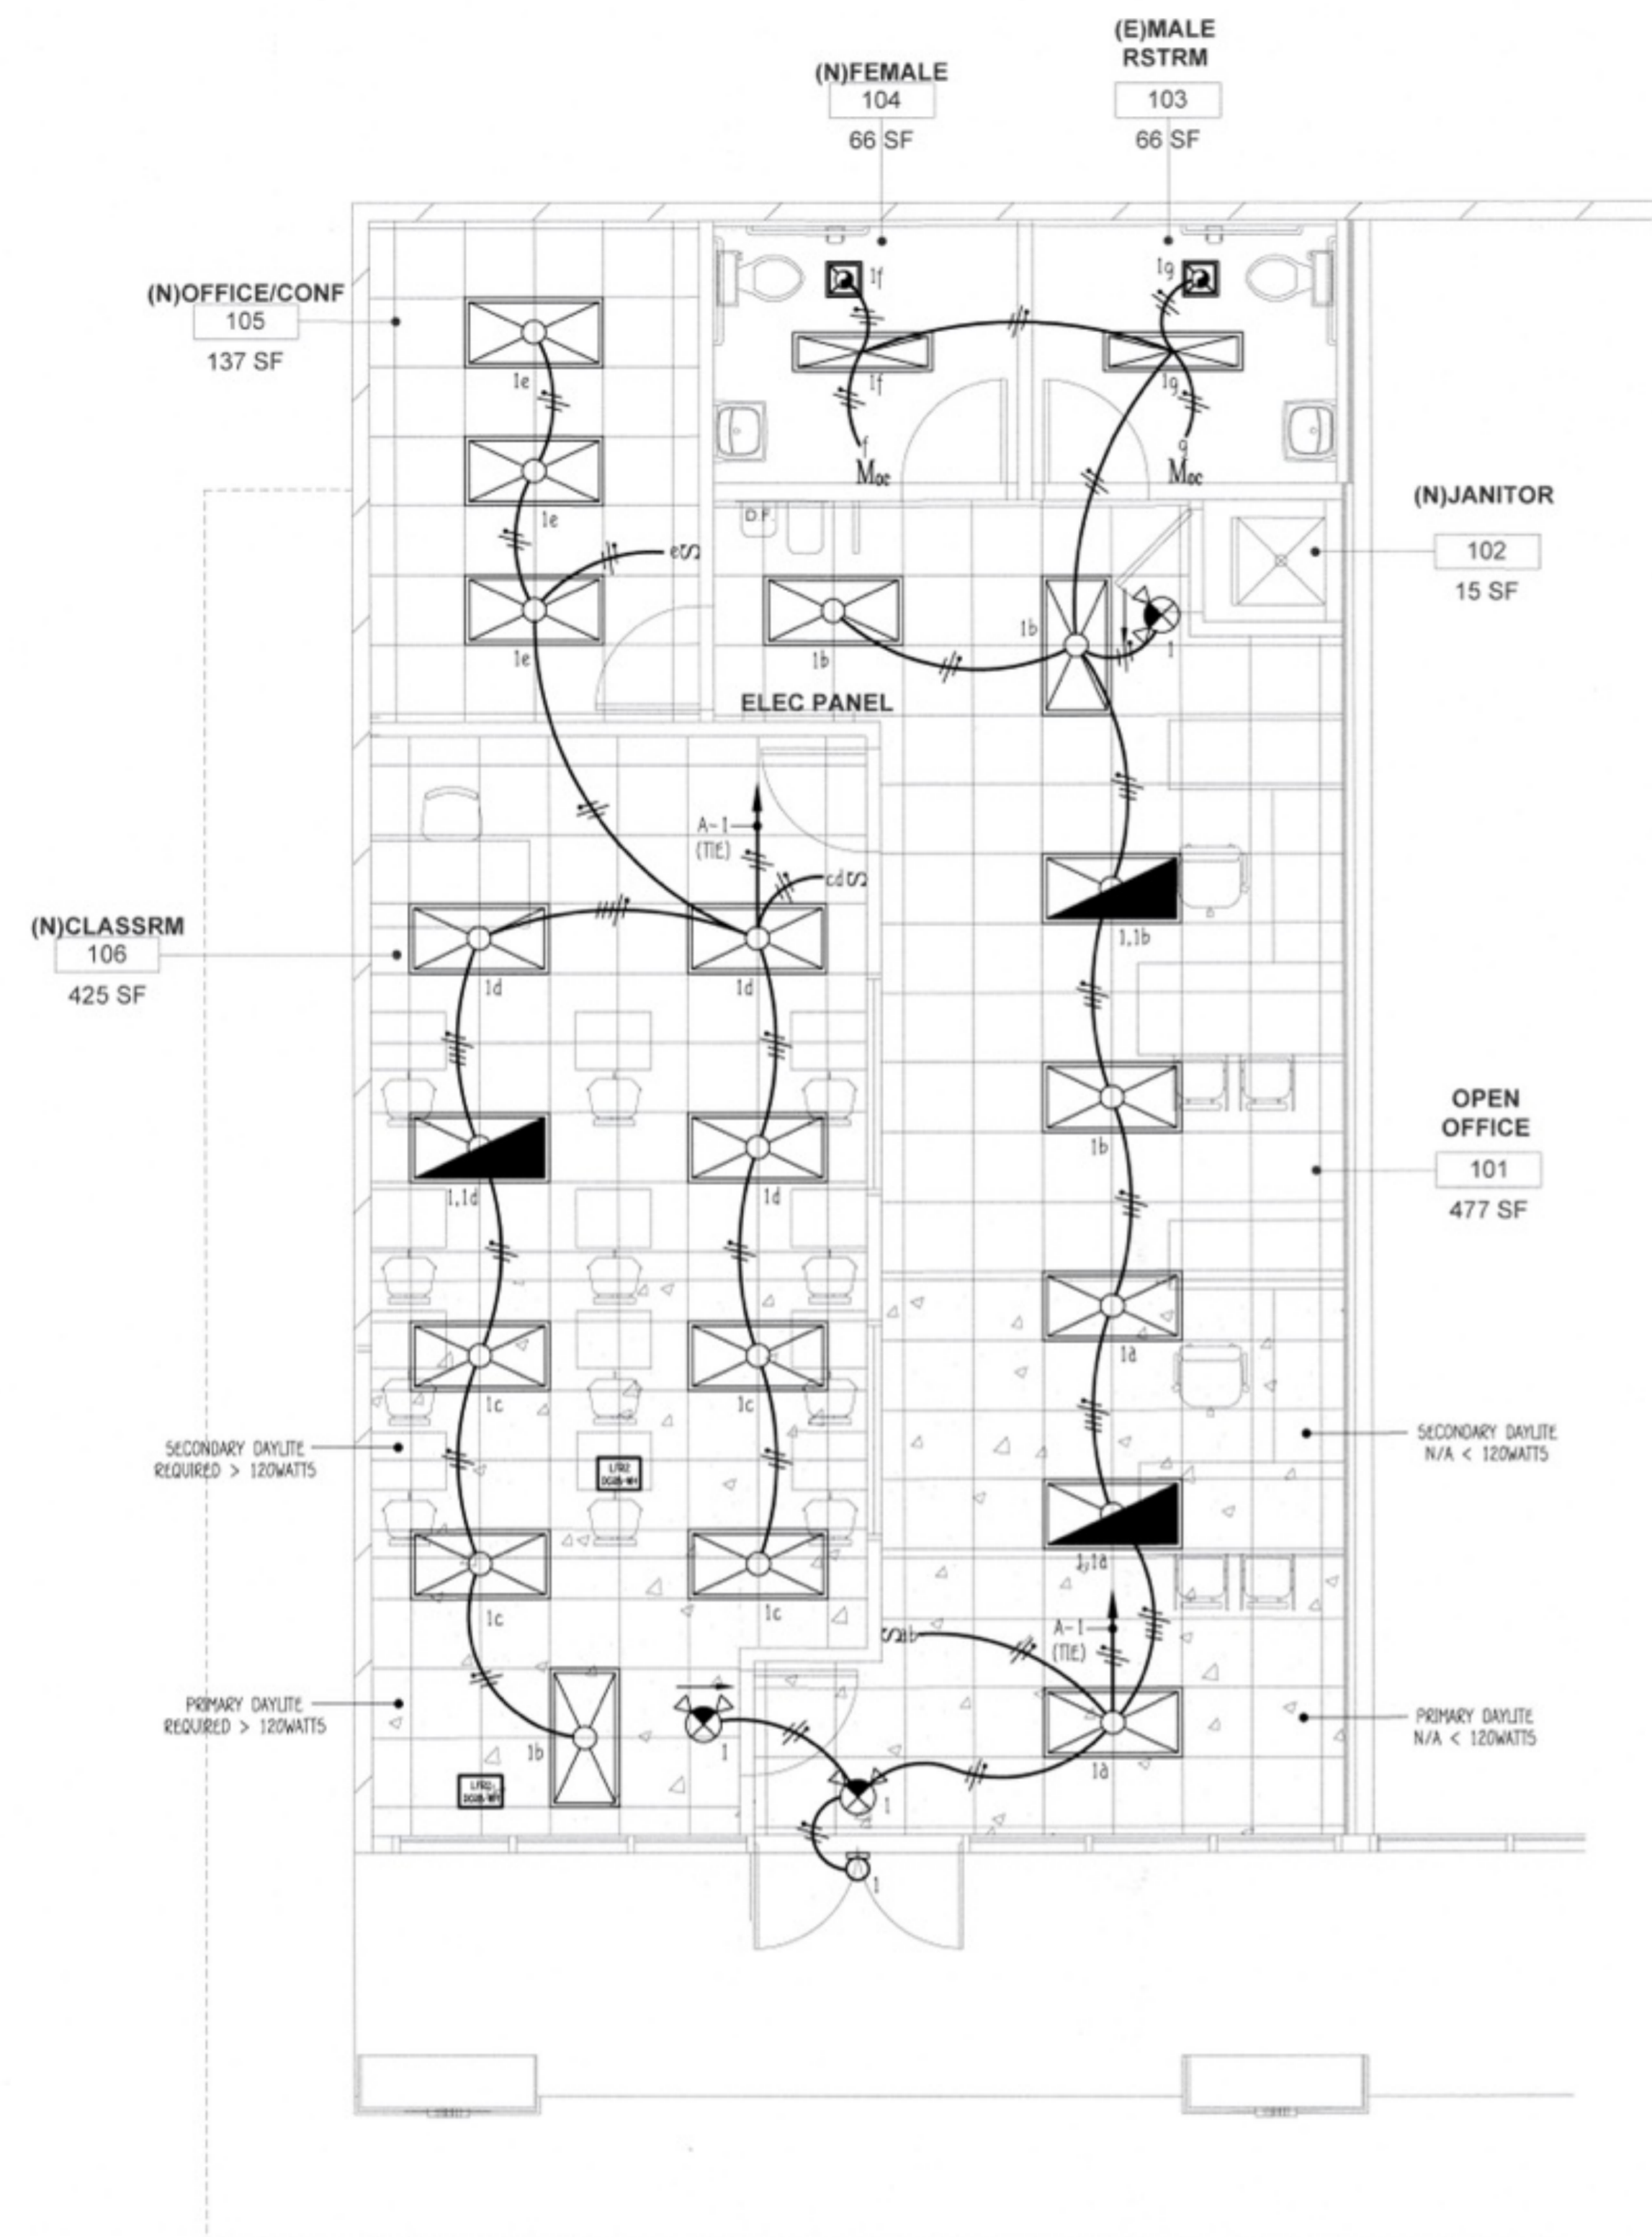 (E)MALE
RSTRM
103
66 SF
(N)FEMALE
104
66 SF
1f
1g
(N)OFFICE/CONF
105
137 SF
1e
1f
1g
f
Moc
g
Moc
(N)JANITOR
102
15 SF
1e
D.F.
eS
1e
1b
1b
1
ELEC PANEL
A-1
(TIE)
cdS
(N)CLASSRM
106
425 SF
1d
1d
1,1b
OPEN
OFFICE
101
477 SF
1b
1,1d
1d
1a
1c
1c
SECONDARY DAYLITE
REQUIRED > 120WATTS
SECONDARY DAYLITE
N/A < 120WATTS
1,1a
1c
1c
Sab
A-1
(TIE)
PRIMARY DAYLITE
REQUIRED > 120WATTS
PRIMARY DAYLITE
N/A < 120WATTS
1b
1
1a
1
1